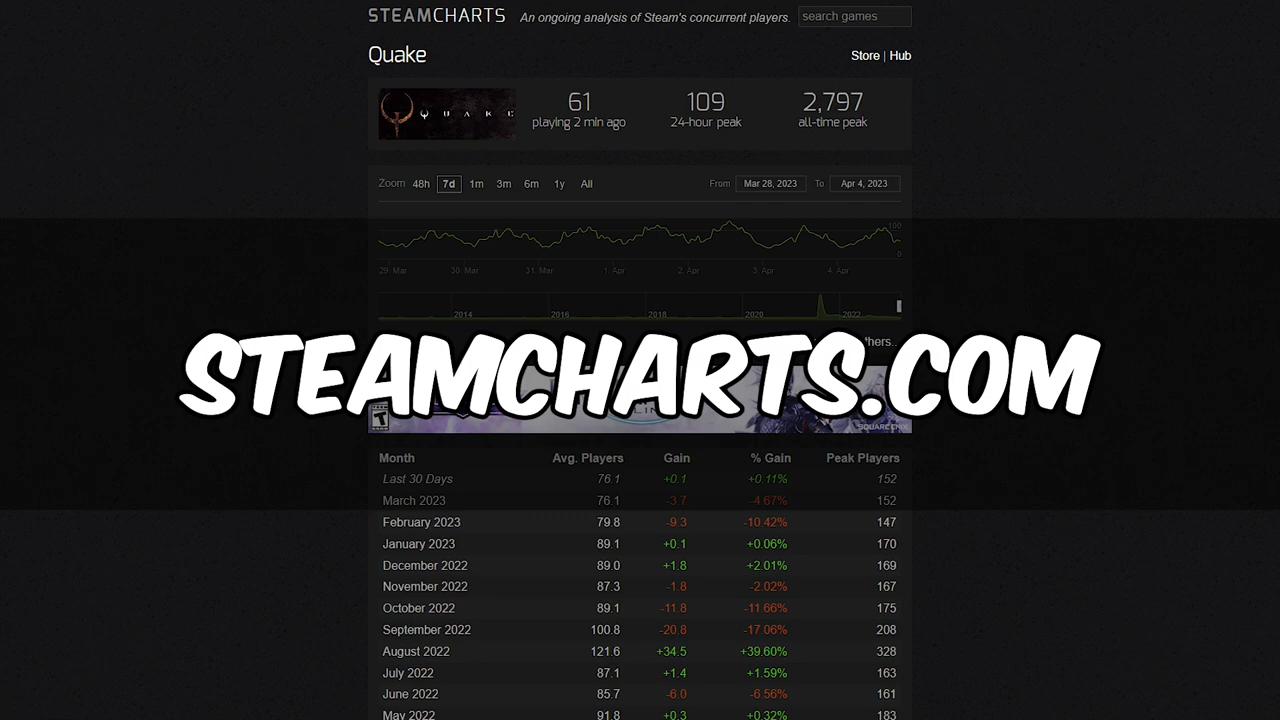 STEAMCHARTS An ongoing analysis of Steam's concurrent players. search games
Quake Store | Hub
QUAKE 61 109 2,797
playing 2 min ago 24-hour peak all-time peak
Zoom 48h 7d 1m 3m 6m 1y All From Mar 28, 2023 To Apr 4, 2023
100
0
29. Mar 30. Mar 31. Mar 1. Apr 2. Apr 3. Apr 4. Apr
2014 2016 2018 2020 2022
STEAMCHARTS.COM
T SQUARE ENIX
Month Avg. Players Gain % Gain Peak Players
Last 30 Days 76.1 +0.1 +0.11% 152
March 2023 76.1 -3.7 -4.67% 152
February 2023 79.8 -9.3 -10.42% 147
January 2023 89.1 +0.1 +0.06% 170
December 2022 89.0 +1.8 +2.01% 169
November 2022 87.3 -1.8 -2.02% 167
October 2022 89.1 -11.8 -11.66% 175
September 2022 100.8 -20.8 -17.06% 208
August 2022 121.6 +34.5 +39.60% 328
July 2022 87.1 +1.4 +1.59% 163
June 2022 85.7 -6.0 -6.56% 161
May 2022 91.8 +0.3 +0.32% 183